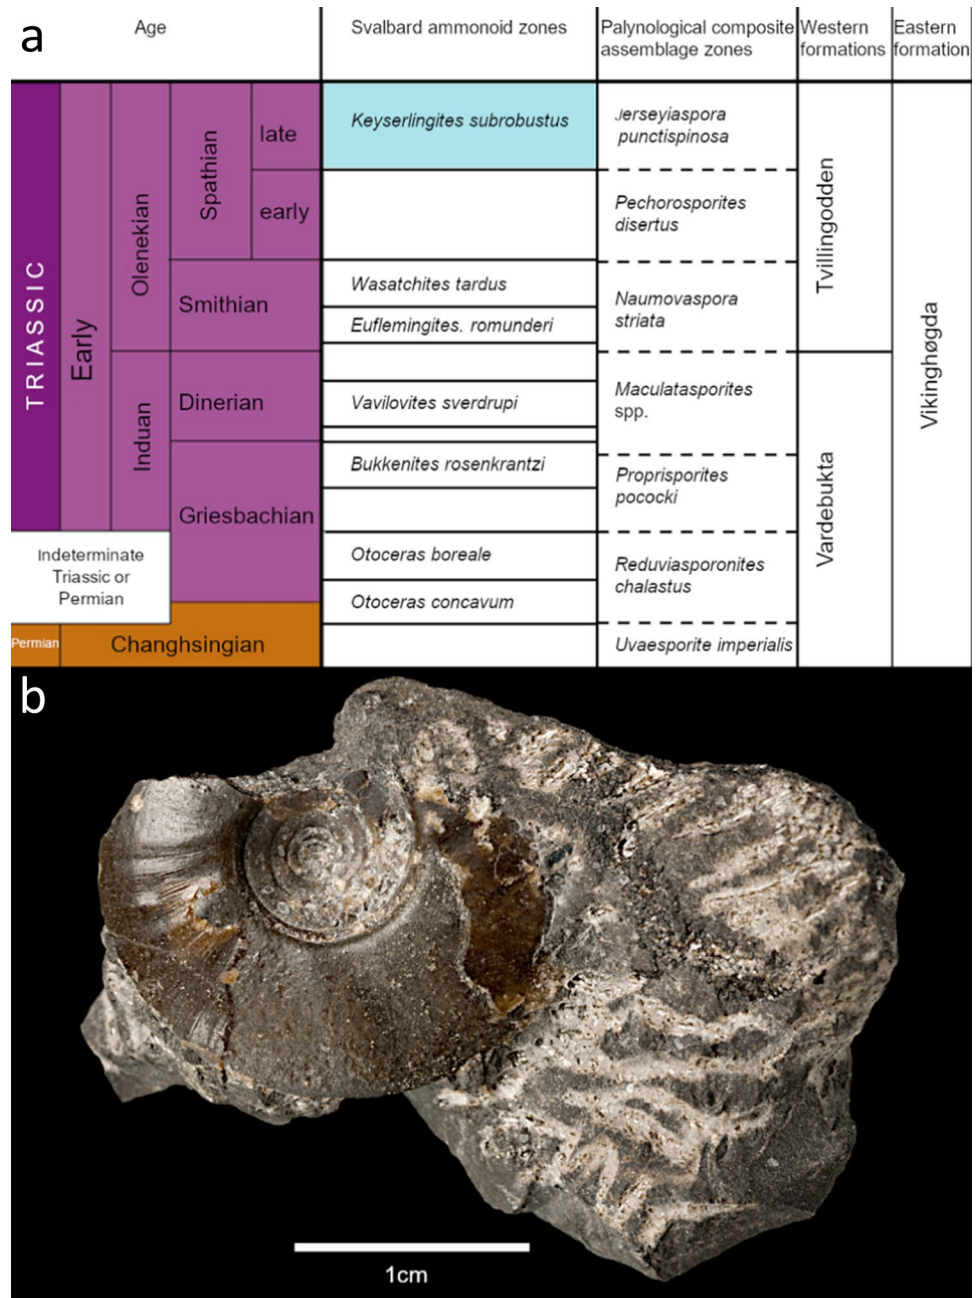 a
Age
Svalbard ammonoid zones
Palynological composite
assemblage zones
Western
formations
Eastern
formation
TRIASSIC
Early
Olenekian
Spathian
late
Keyserlingites subrobustus
Jerseyiaspora
punctispinosa
Tvillingodden
Vikinghøgda
early
Pechorosporites
disertus
Smithian
Wasatchites tardus
Euflemingites. romunderi
Naumovaspora
striata
Induan
Dinerian
Vavilovites sverdrupi
Maculatasporites
spp.
Vardebukta
Griesbachian
Bukkenites rosenkrantzi
Proprisporites
pococki
Indeterminate
Triassic or
Permian
Otoceras boreale
Otoceras concavum
Reduviasporonites
chalastus
Permian
Changhsingian
Uvaesporite imperialis
b
1cm